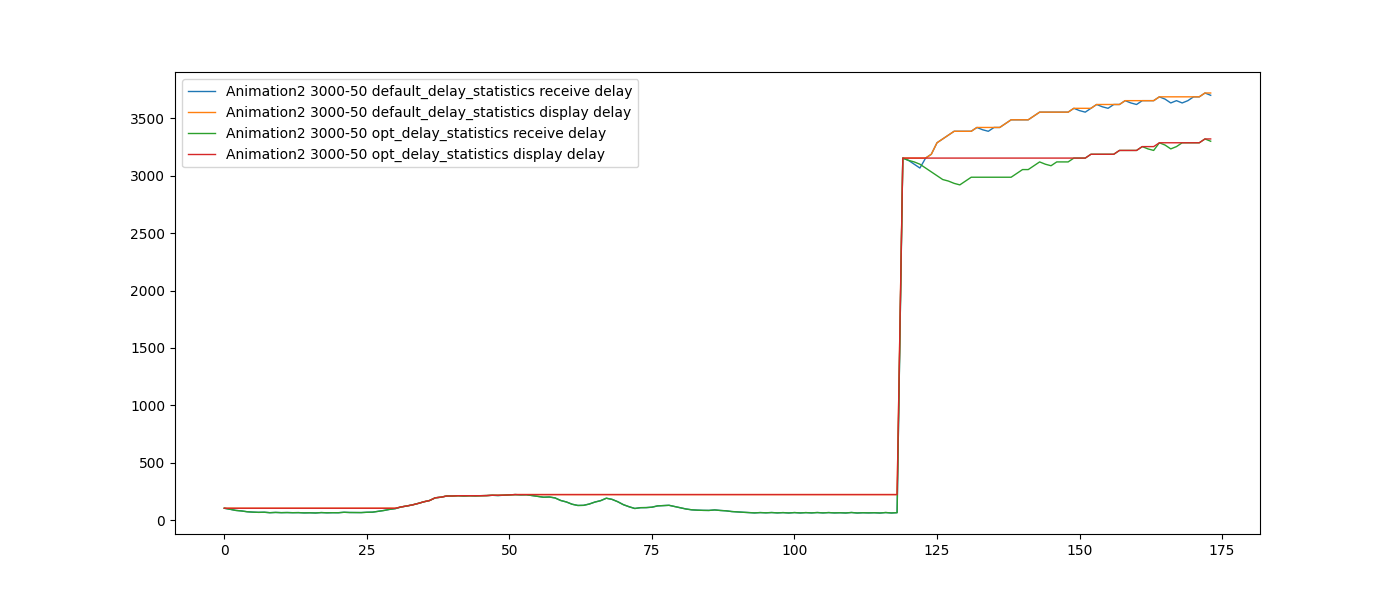 Animation2 3000-50 default_delay_statistics receive delay
Animation2 3000-50 default_delay_statistics display delay
Animation2 3000-50 opt_delay_statistics receive delay
Animation2 3000-50 opt_delay_statistics display delay
3500
3000
2500
2000
1500
1000
500
0
0 25 50 75 100 125 150 175